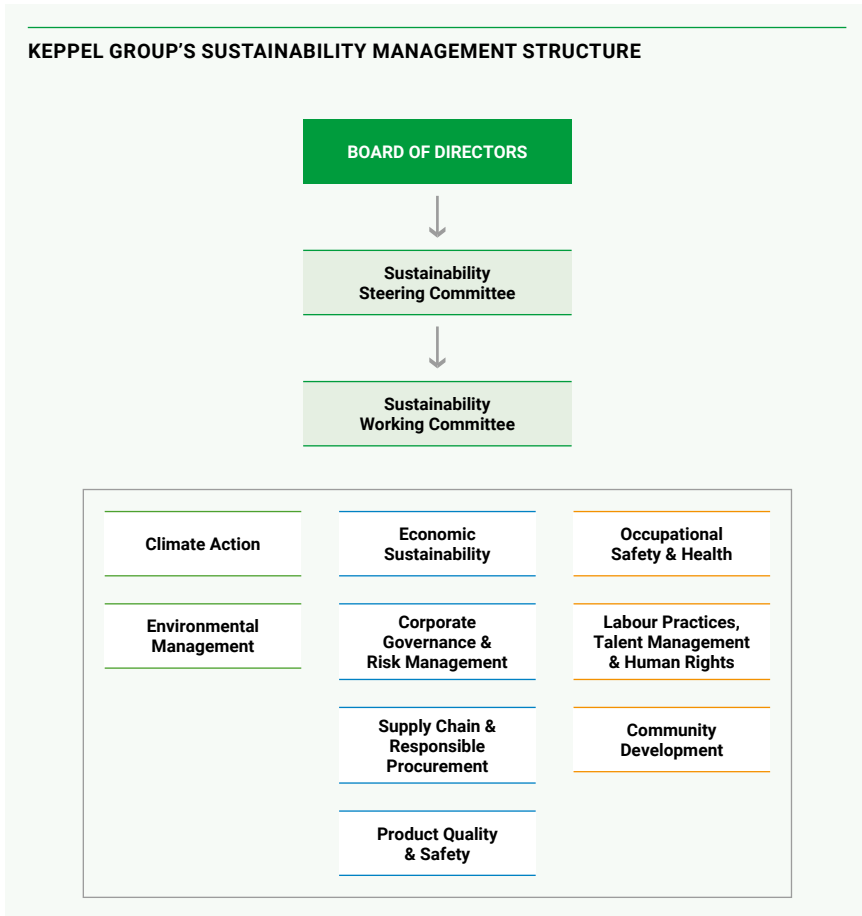 KEPPEL GROUP'S SUSTAINABILITY MANAGEMENT STRUCTURE
BOARD OF DIRECTORS
Sustainability
Steering Committee
Sustainability
Working Committee
Climate Action
Environmental
Management
Economic
Sustainability
Corporate
Governance &
Risk Management
Supply Chain &
Responsible
Procurement
Product Quality
& Safety
Occupational
Safety & Health
Labour Practices,
Talent Management
& Human Rights
Community
Development